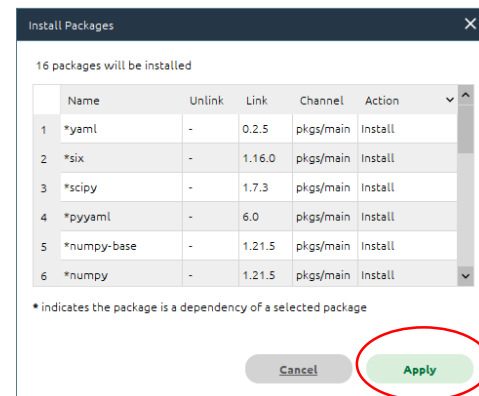 Install Packages
16 packages will be installed
Name Unlink Link Channel Action
1 *yaml - 0.2.5 pkgs/main Install
2 *six - 1.16.0 pkgs/main Install
3 *scipy - 1.7.3 pkgs/main Install
4 *pyyaml - 6.0 pkgs/main Install
5 *numpy-base - 1.21.5 pkgs/main Install
6 *numpy - 1.21.5 pkgs/main Install
* indicates the package is a dependency of a selected package
Cancel Apply